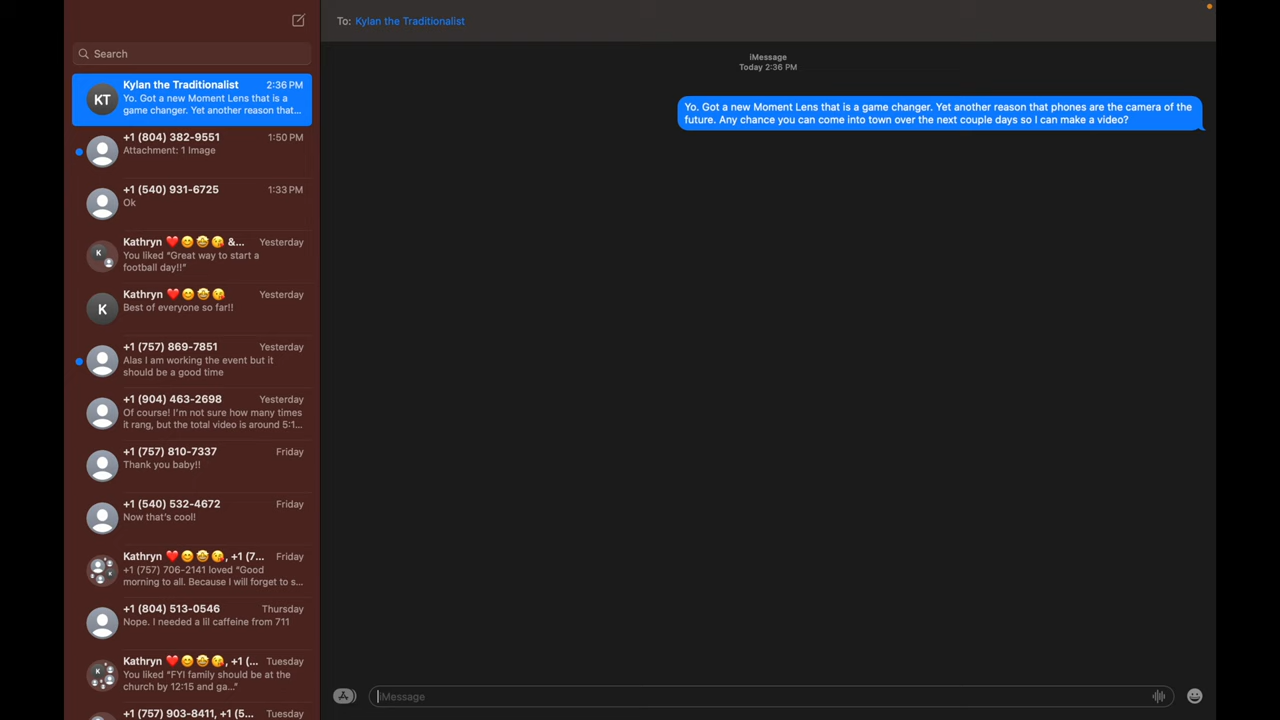 Search
Kylan the Traditionalist 2:36 PM
Yo. Got a new Moment Lens that is a
game changer. Yet another reason that...
KT
+1 (804) 382-9551 1:50 PM
Attachment: 1 Image
+1 (540) 931-6725 1:33 PM
Ok
Kathryn ❤️😊🤩😘 &... Yesterday
You liked “Great way to start a
football day!!”
K
Kathryn ❤️😊🤩😘 Yesterday
Best of everyone so far!!
K
+1 (757) 869-7851 Yesterday
Alas I am working the event but it
should be a good time
+1 (904) 463-2698 Yesterday
Of course! I'm not sure how many times
it rang, but the total video is around 5:1...
+1 (757) 810-7337 Friday
Thank you baby!!
+1 (540) 532-4672 Friday
Now that's cool!
Kathryn ❤️😊🤩😘, +1 (7... Friday
+1 (757) 706-2141 loved “Good
morning to all. Because I will forget to s...
+1 (804) 513-0546 Thursday
Nope. I needed a lil caffeine from 711
Kathryn ❤️😊🤩😘, +1 (... Tuesday
You liked “FYI family should be at the
church by 12:15 and ga...”
K
+1 (757) 903-8411, +1 (5... Tuesday
To: Kylan the Traditionalist
iMessage
Today 2:36 PM
Yo. Got a new Moment Lens that is a game changer. Yet another reason that phones are the camera of the
future. Any chance you can come into town over the next couple days so I can make a video?
iMessage